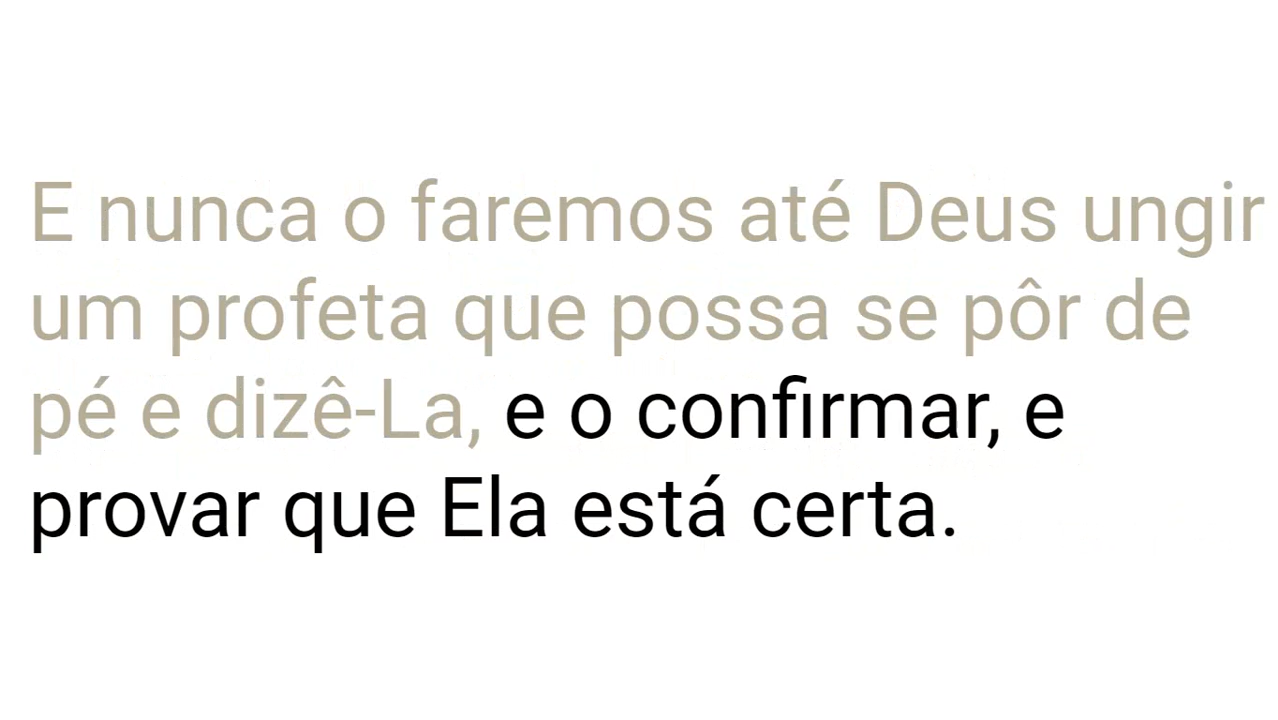 E nunca o faremos até Deus ungir
um profeta que possa se pôr de
pé e dizê-La, e o confirmar, e
provar que Ela está certa.